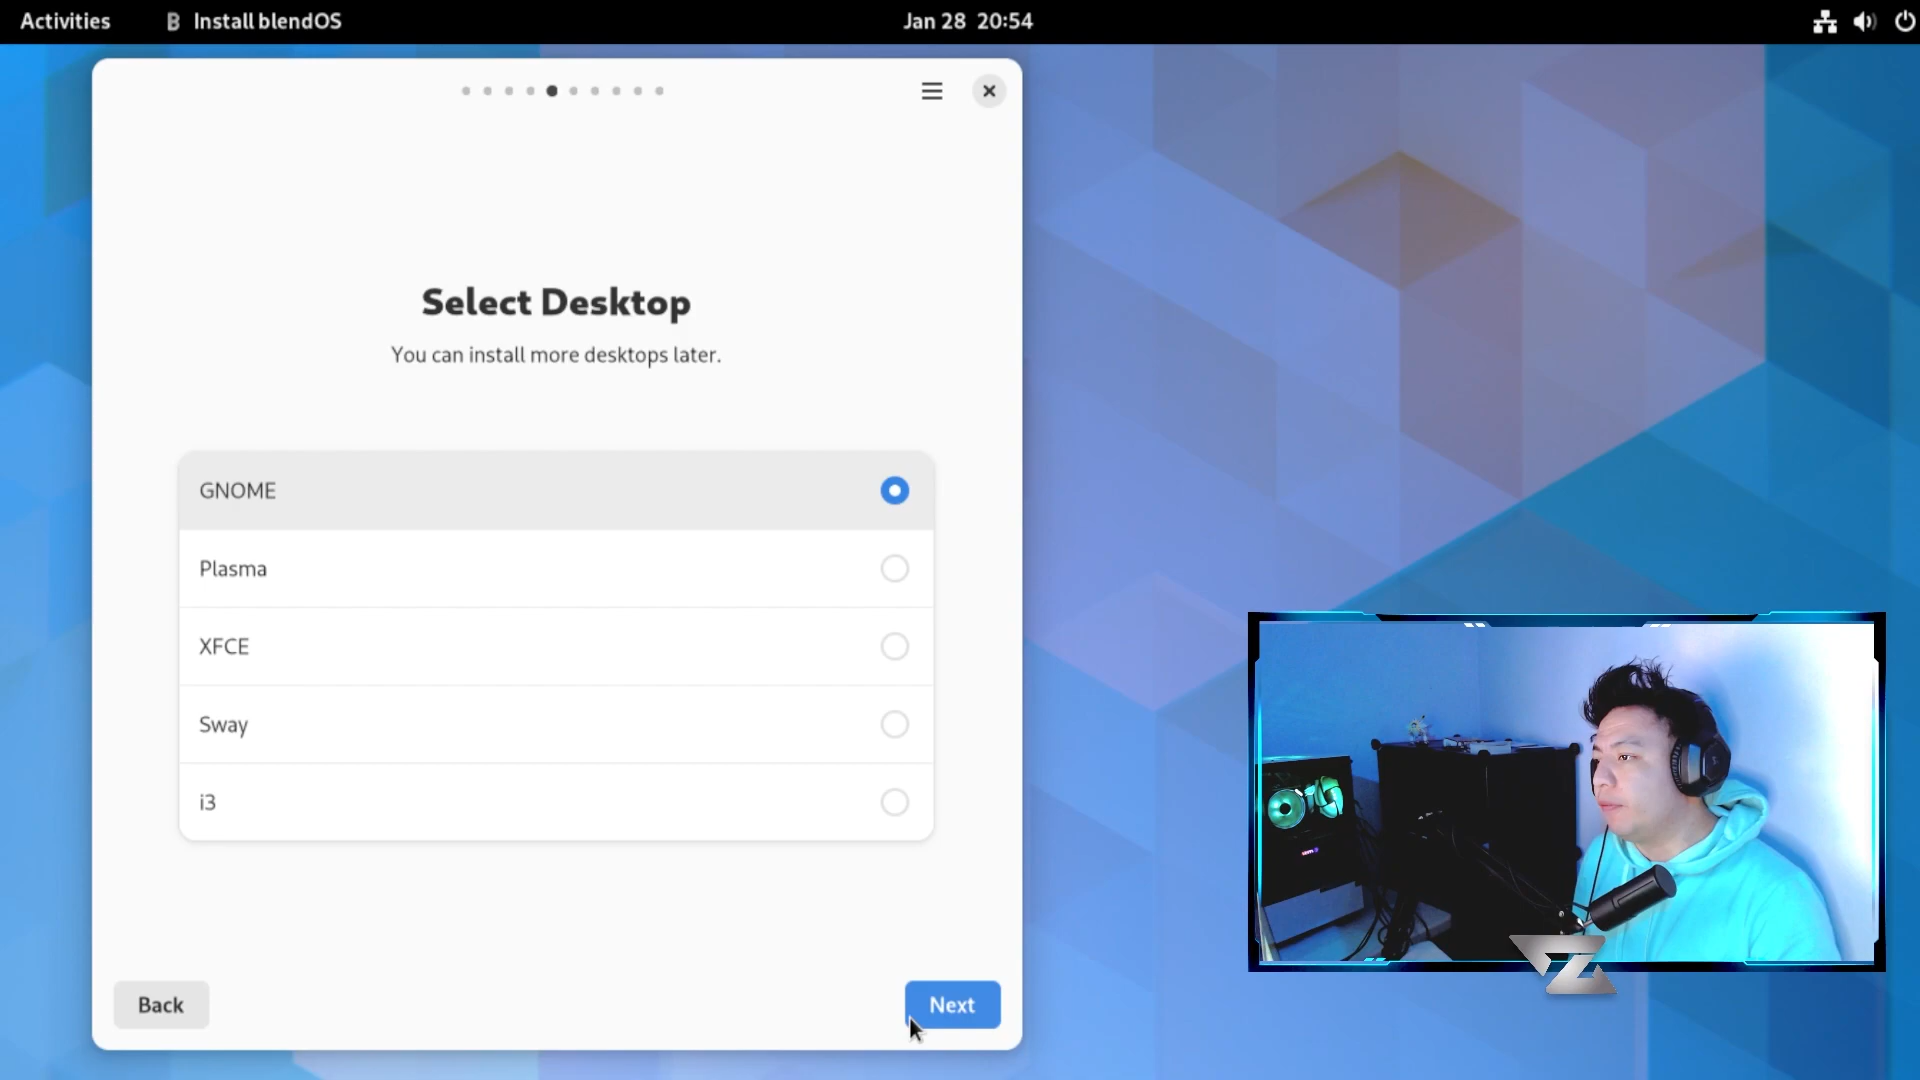 Activities
Install blendOS
Jan 28 20:54
Select Desktop
You can install more desktops later.
GNOME
Plasma
XFCE
Sway
i3
Back
Next